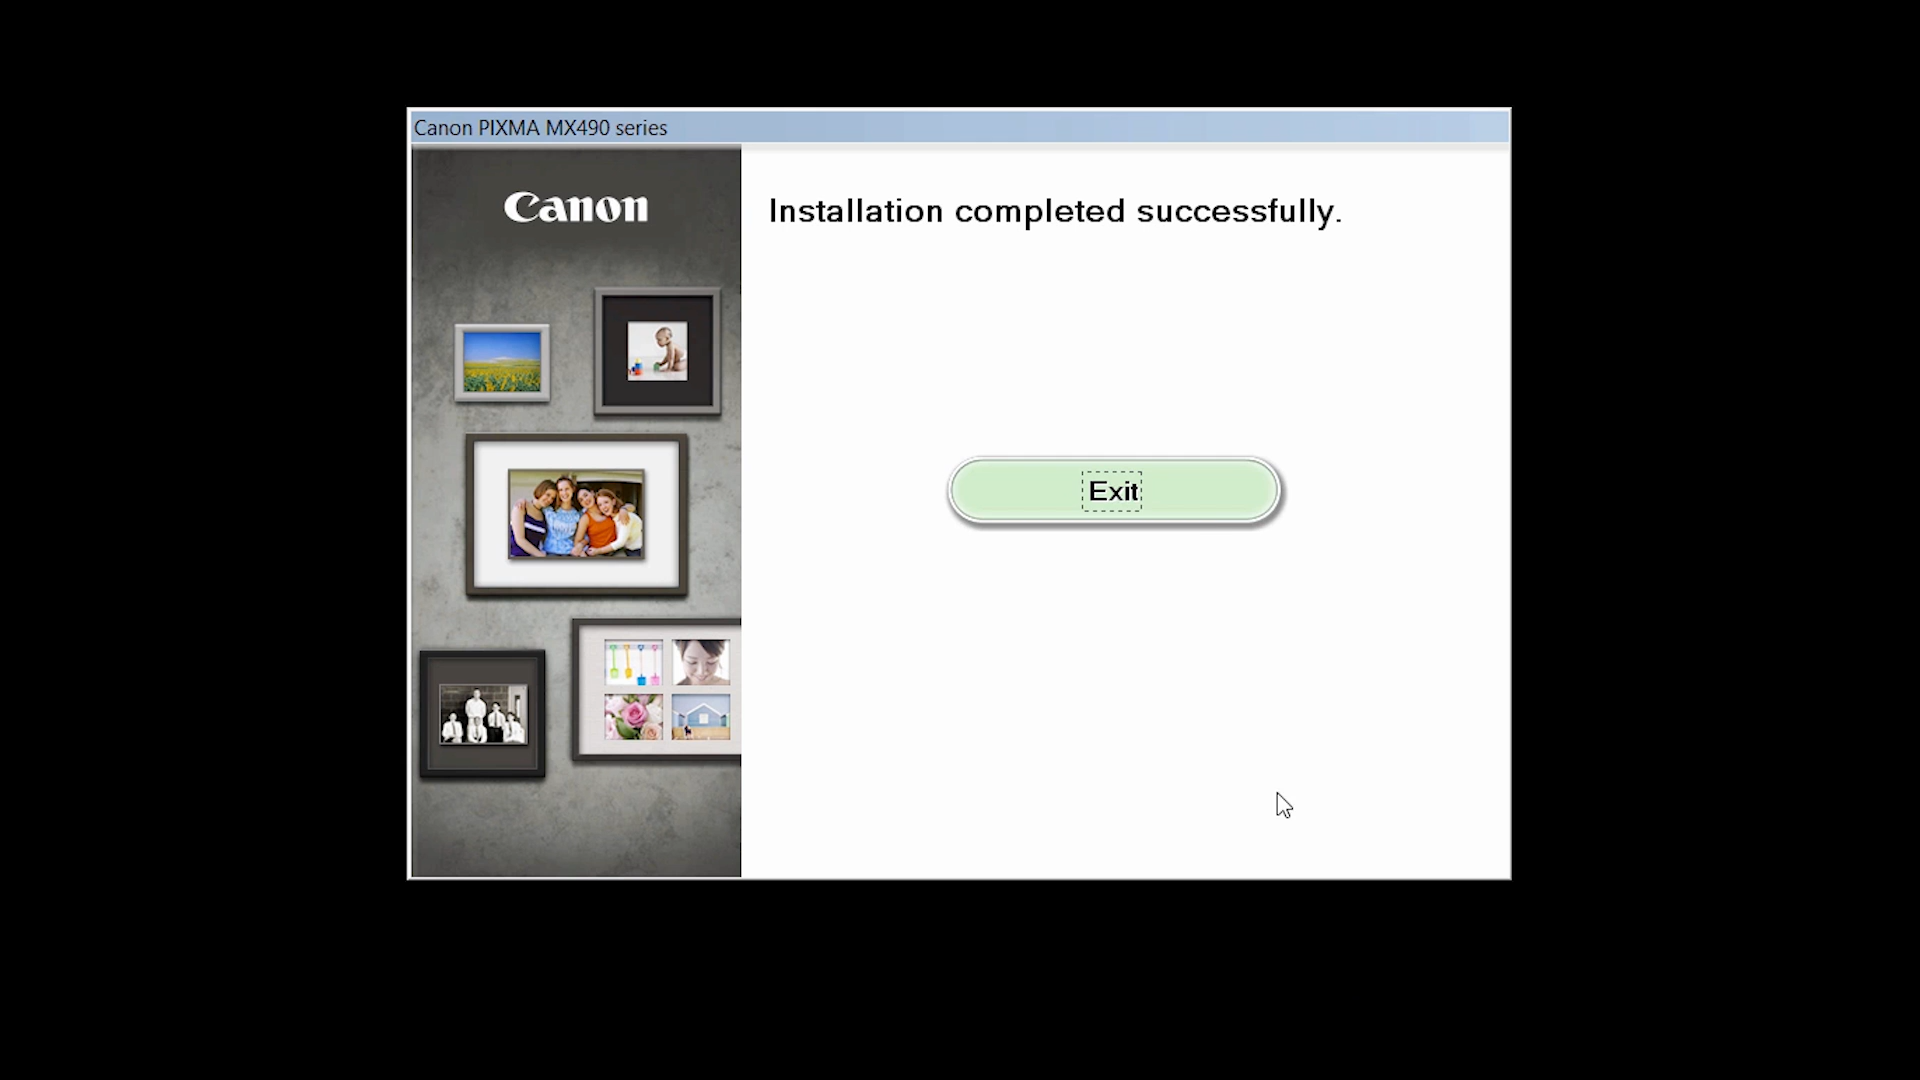 Canon PIXMA MX490 series
Canon
Installation completed successfully.
Exit